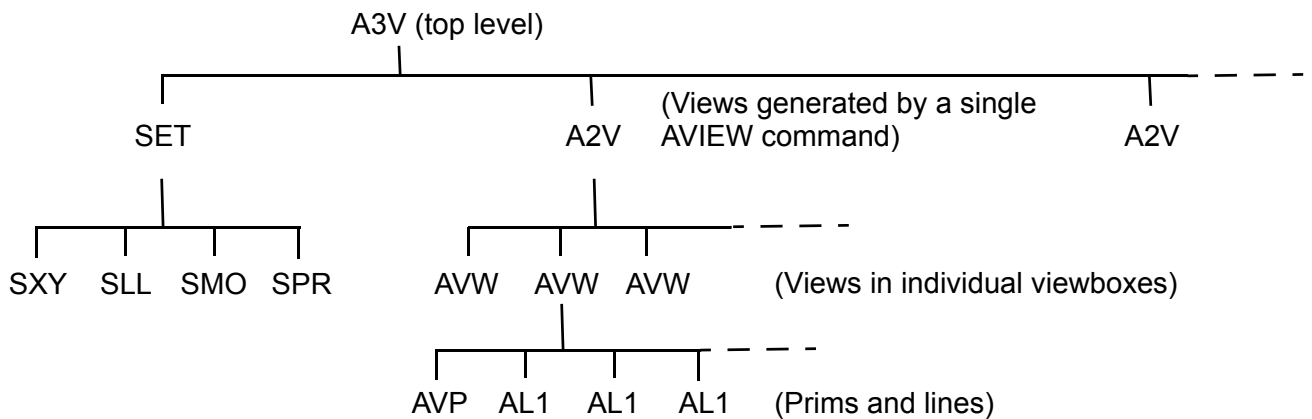 A3V (top level)
(Views generated by a single
SET A2V AVIEW command) A2V
SXY SLL SMO SPR AVW AVW AVW (Views in individual viewboxes)
AVP AL1 AL1 AL1 (Prims and lines)